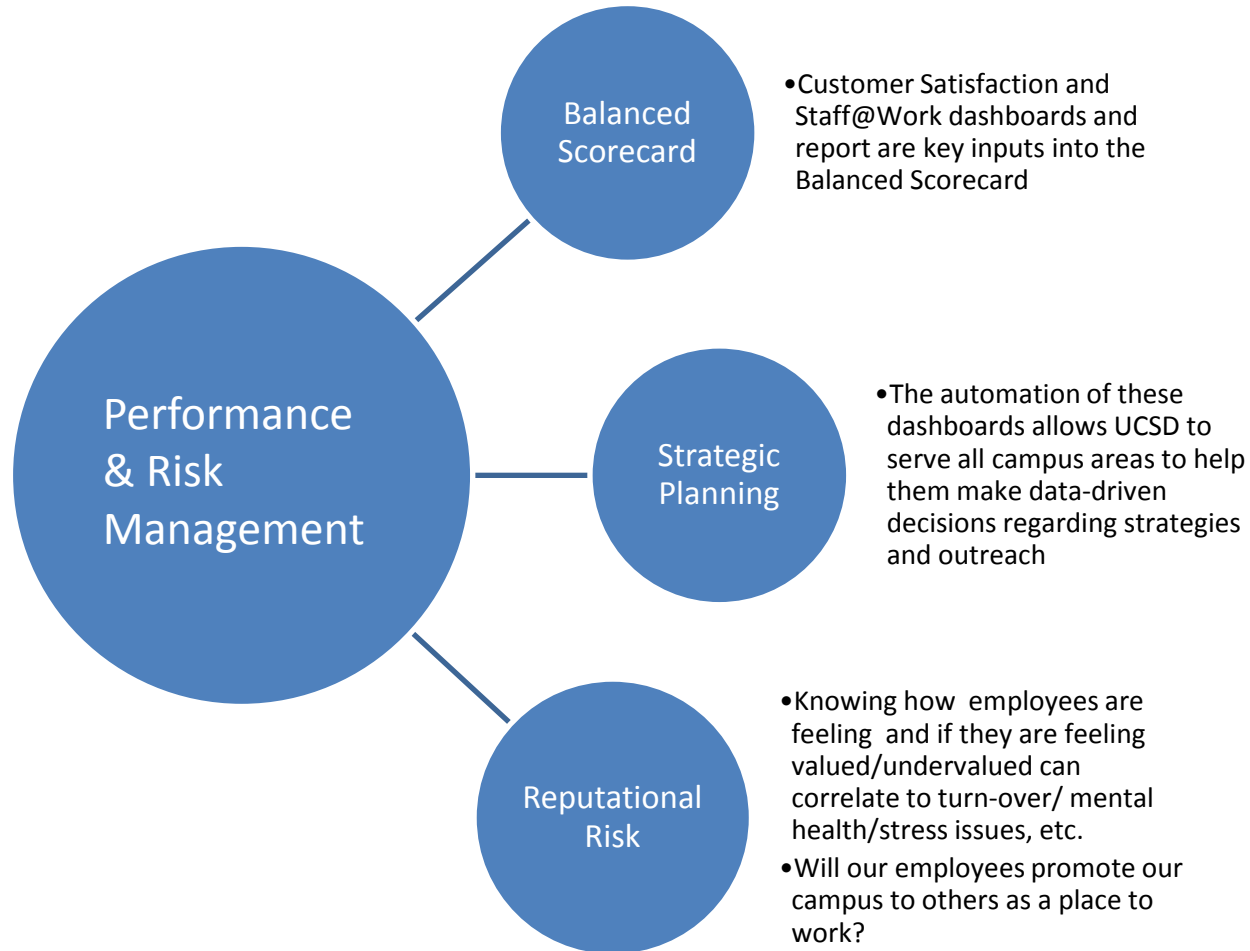 Performance
& Risk
Management
Balanced
Scorecard
•Customer Satisfaction and
Staff@Work dashboards and
report are key inputs into the
Balanced Scorecard
Strategic
Planning
•The automation of these
dashboards allows UCSD to
serve all campus areas to help
them make data-driven
decisions regarding strategies
and outreach
Reputational
Risk
•Knowing how  employees are
feeling  and if they are feeling
valued/undervalued can
correlate to turn-over/ mental
health/stress issues, etc.
•Will our employees promote our
campus to others as a place to
work?